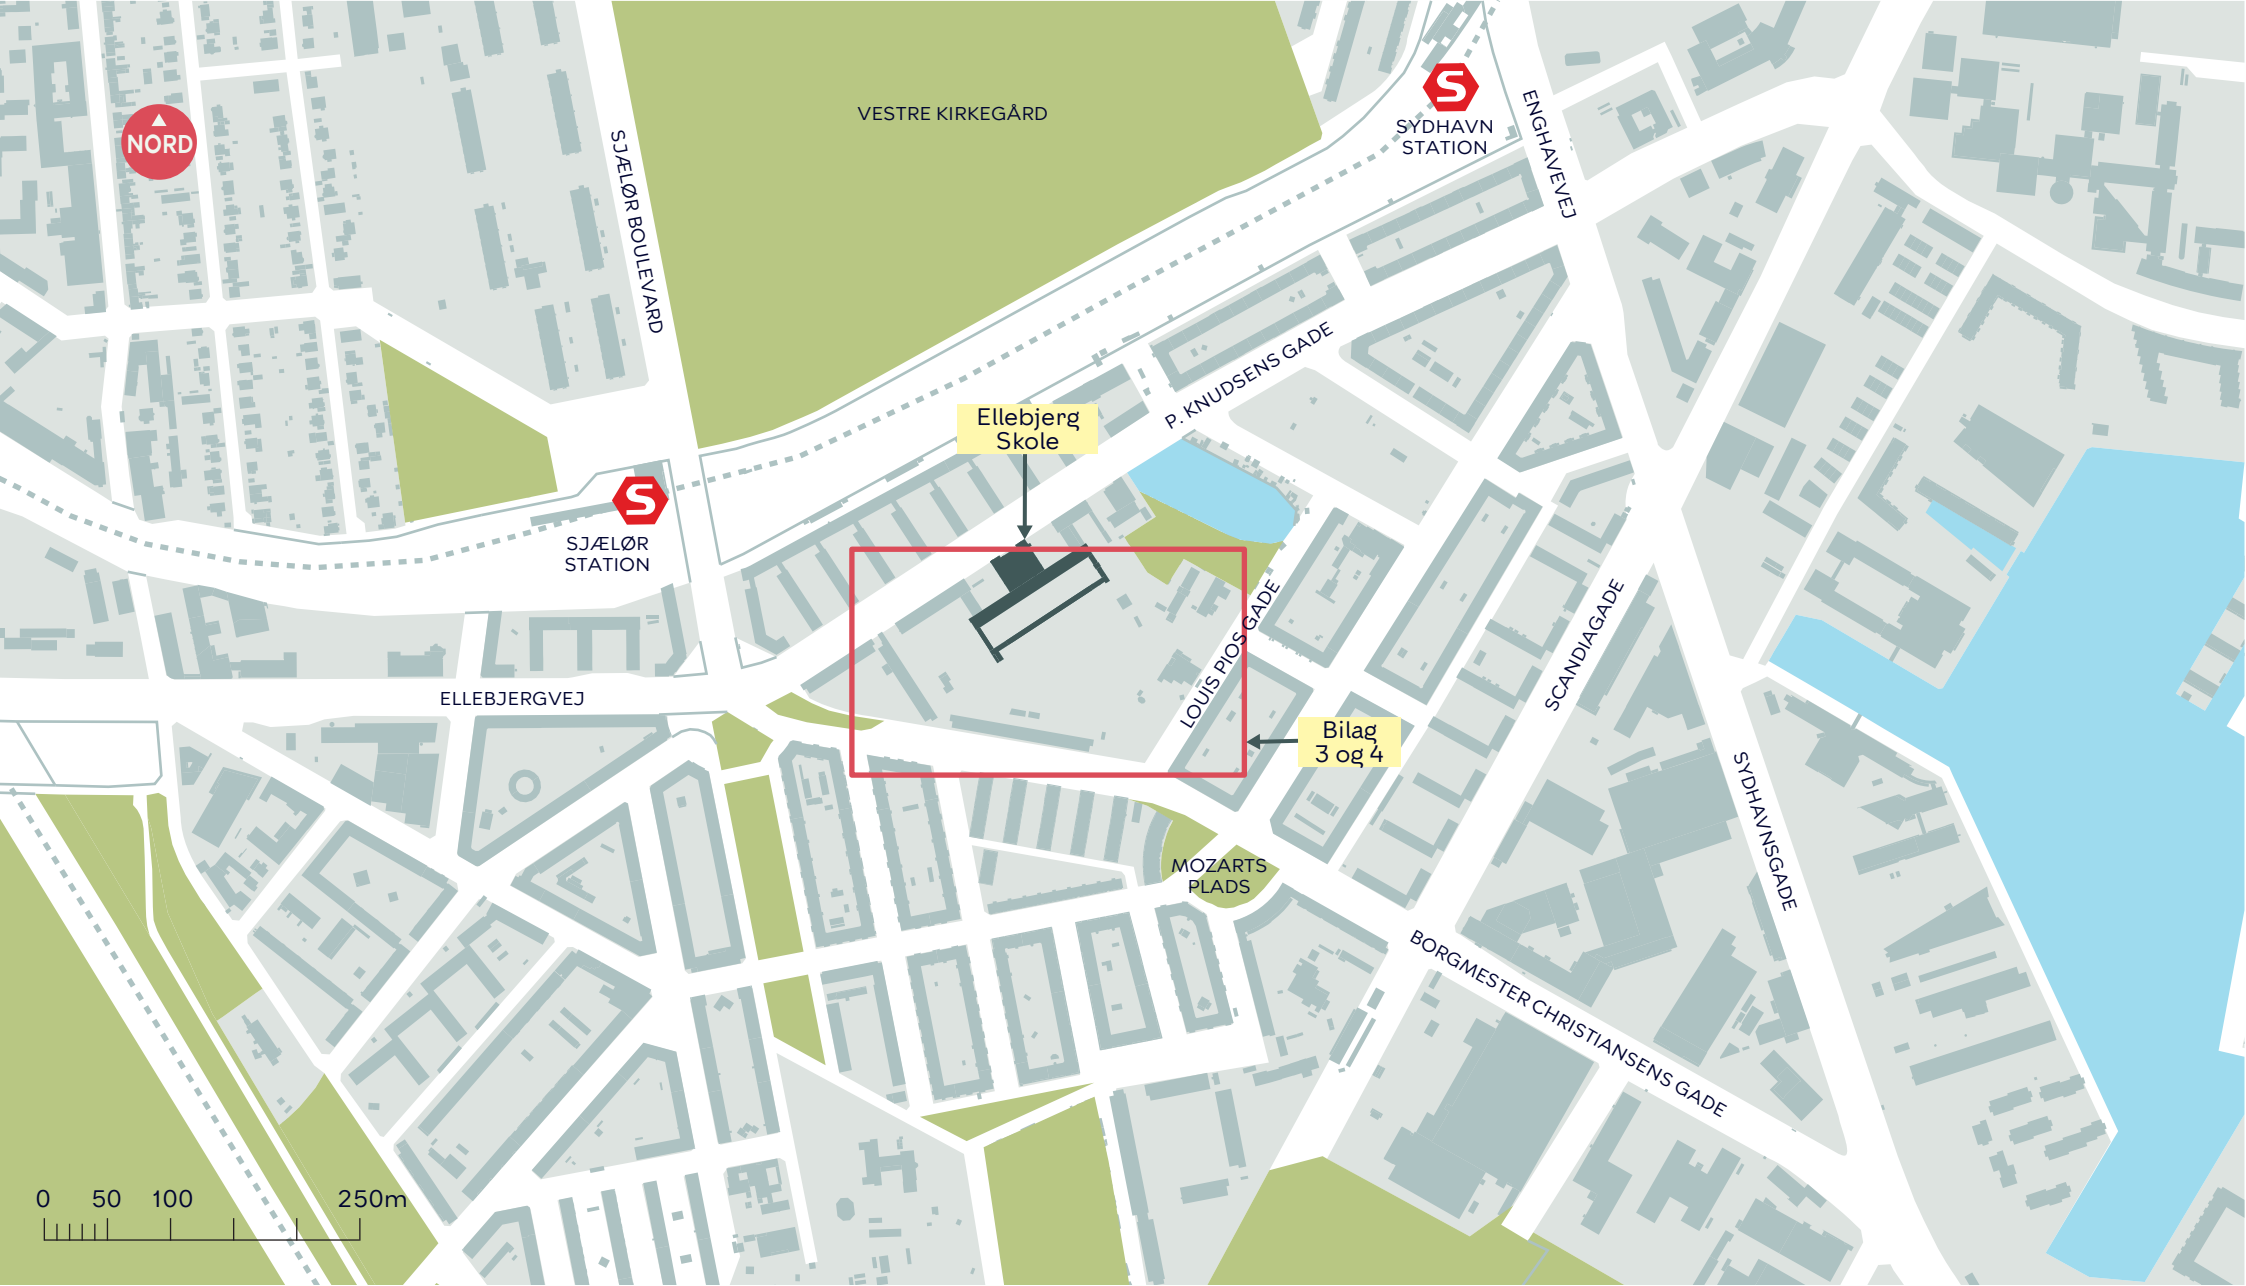 VESTRE KIRKEGÅRD
S
SYDHAVN
STATION
ENGHAVEVEJ
NORD
SJÆLØR BOULEVARD
P. KNUDSENS GADE
Ellebjerg
Skole
S
SJÆLØR
STATION
LOUIS PIOS GADE
SCANDIAGADE
ELLEBJERGVEJ
Bilag
3 og 4
SYDHAVNSGADE
MOZARTS
PLADS
BORGMESTER CHRISTIANSENS GADE
0 50 100 250m